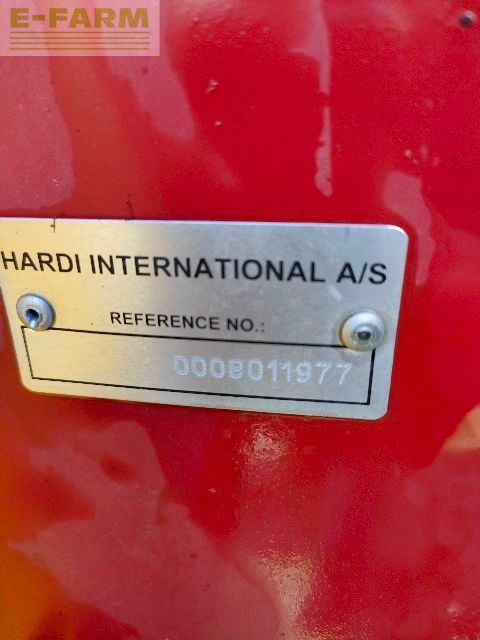 E-FARM
HARDI INTERNATIONAL A/S
REFERENCE NO.:
0008011977